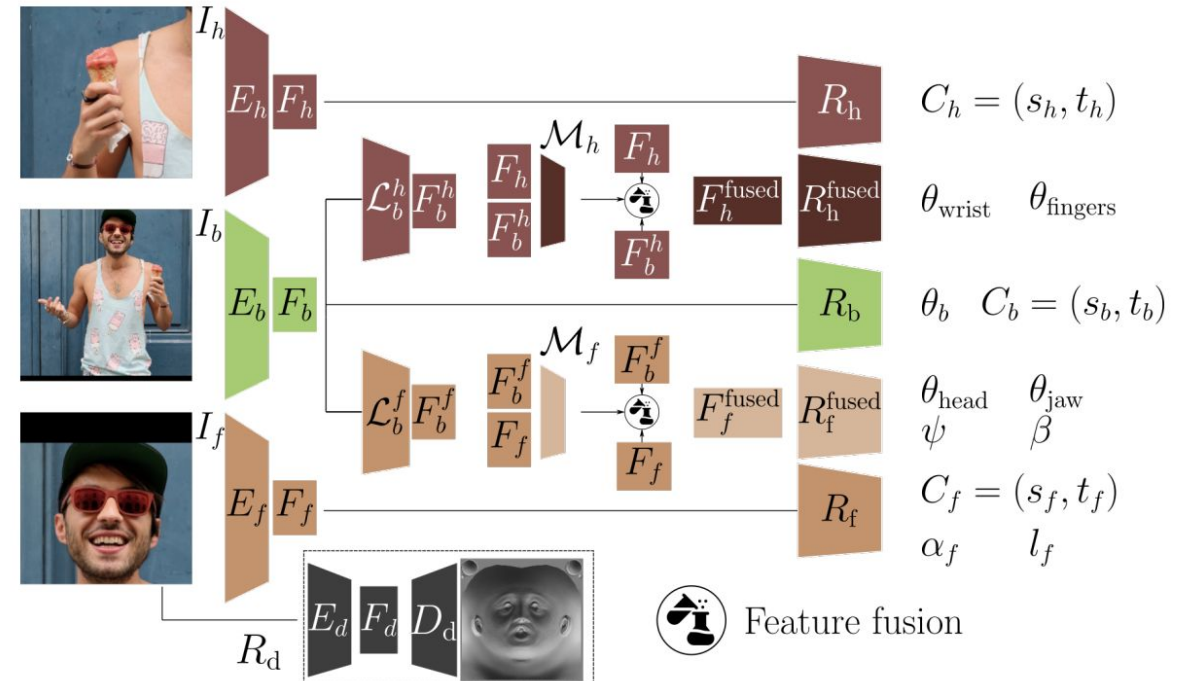 I_h
E_h F_h
R_h
C_h = (s_h, t_h)
L_b^h F_b^h
F_h
F_b^h
M_h
F_h
F_b^h
F_h^fused
R_h^fused
θ_wrist θ_fingers
I_b
E_b F_b
R_b
θ_b C_b = (s_b, t_b)
L_b^f F_b^f
F_b^f
F_f
M_f
F_b^f
F_f
F_f^fused
R_f^fused
θ_head θ_jaw
ψ β
I_f
E_f F_f
R_f
C_f = (s_f, t_f)
α_f l_f
R_d
E_d F_d D_d
Feature fusion